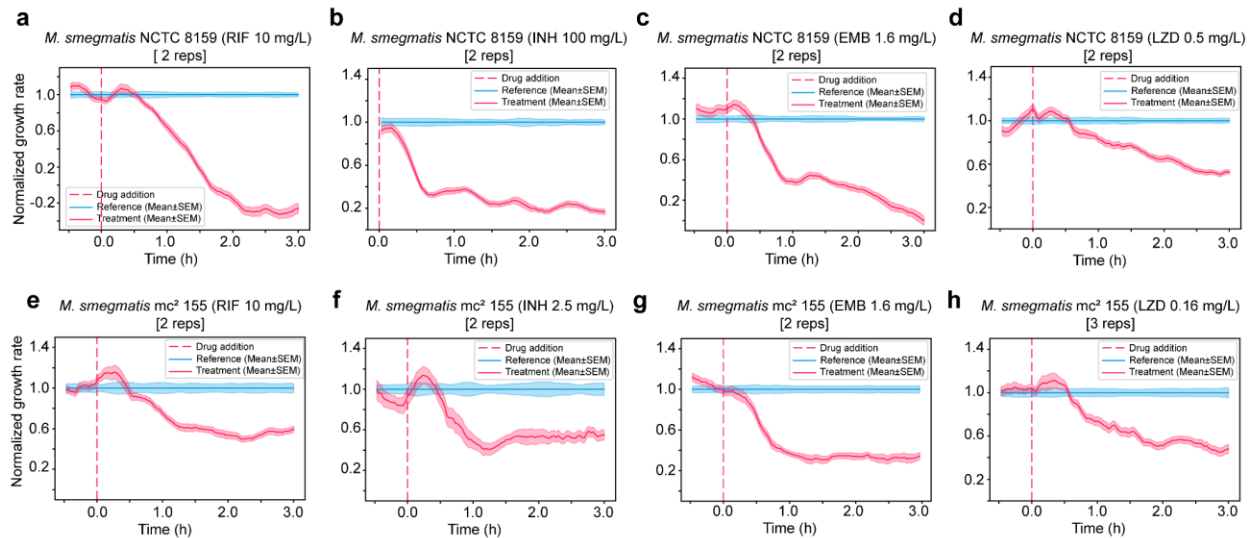 a
M. smegmatis NCTC 8159 (RIF 10 mg/L)
[ 2 reps]
Normalized growth rate
1.0
0.6
0.2
-0.2
Drug addition
Reference (Mean±SEM)
Treatment (Mean±SEM)
0.0 1.0 2.0 3.0
Time (h)
b
M. smegmatis NCTC 8159 (INH 100 mg/L)
[2 reps]
1.4
1.0
0.6
0.2
Drug addition
Reference (Mean±SEM)
Treatment (Mean±SEM)
0.0 1.0 2.0 3.0
Time (h)
c
M. smegmatis NCTC 8159 (EMB 1.6 mg/L)
[2 reps]
1.4
1.0
0.6
0.2
Drug addition
Reference (Mean±SEM)
Treatment (Mean±SEM)
0.0 1.0 2.0 3.0
Time (h)
d
M. smegmatis NCTC 8159 (LZD 0.5 mg/L)
[2 reps]
1.4
1.0
0.6
0.2
Drug addition
Reference (Mean±SEM)
Treatment (Mean±SEM)
0.0 1.0 2.0 3.0
Time (h)
e
M. smegmatis mc² 155 (RIF 10 mg/L)
[2 reps]
Normalized growth rate
1.4
1.0
0.6
0.2
Drug addition
Reference (Mean±SEM)
Treatment (Mean±SEM)
0.0 1.0 2.0 3.0
Time (h)
f
M. smegmatis mc² 155 (INH 2.5 mg/L)
[2 reps]
1.4
1.0
0.6
0.2
Drug addition
Reference (Mean±SEM)
Treatment (Mean±SEM)
0.0 1.0 2.0 3.0
Time (h)
g
M. smegmatis mc² 155 (EMB 1.6 mg/L)
[2 reps]
1.4
1.0
0.6
0.2
Drug addition
Reference (Mean±SEM)
Treatment (Mean±SEM)
0.0 1.0 2.0 3.0
Time (h)
h
M. smegmatis mc² 155 (LZD 0.16 mg/L)
[3 reps]
1.4
1.0
0.6
0.2
Drug addition
Reference (Mean±SEM)
Treatment (Mean±SEM)
0.0 1.0 2.0 3.0
Time (h)